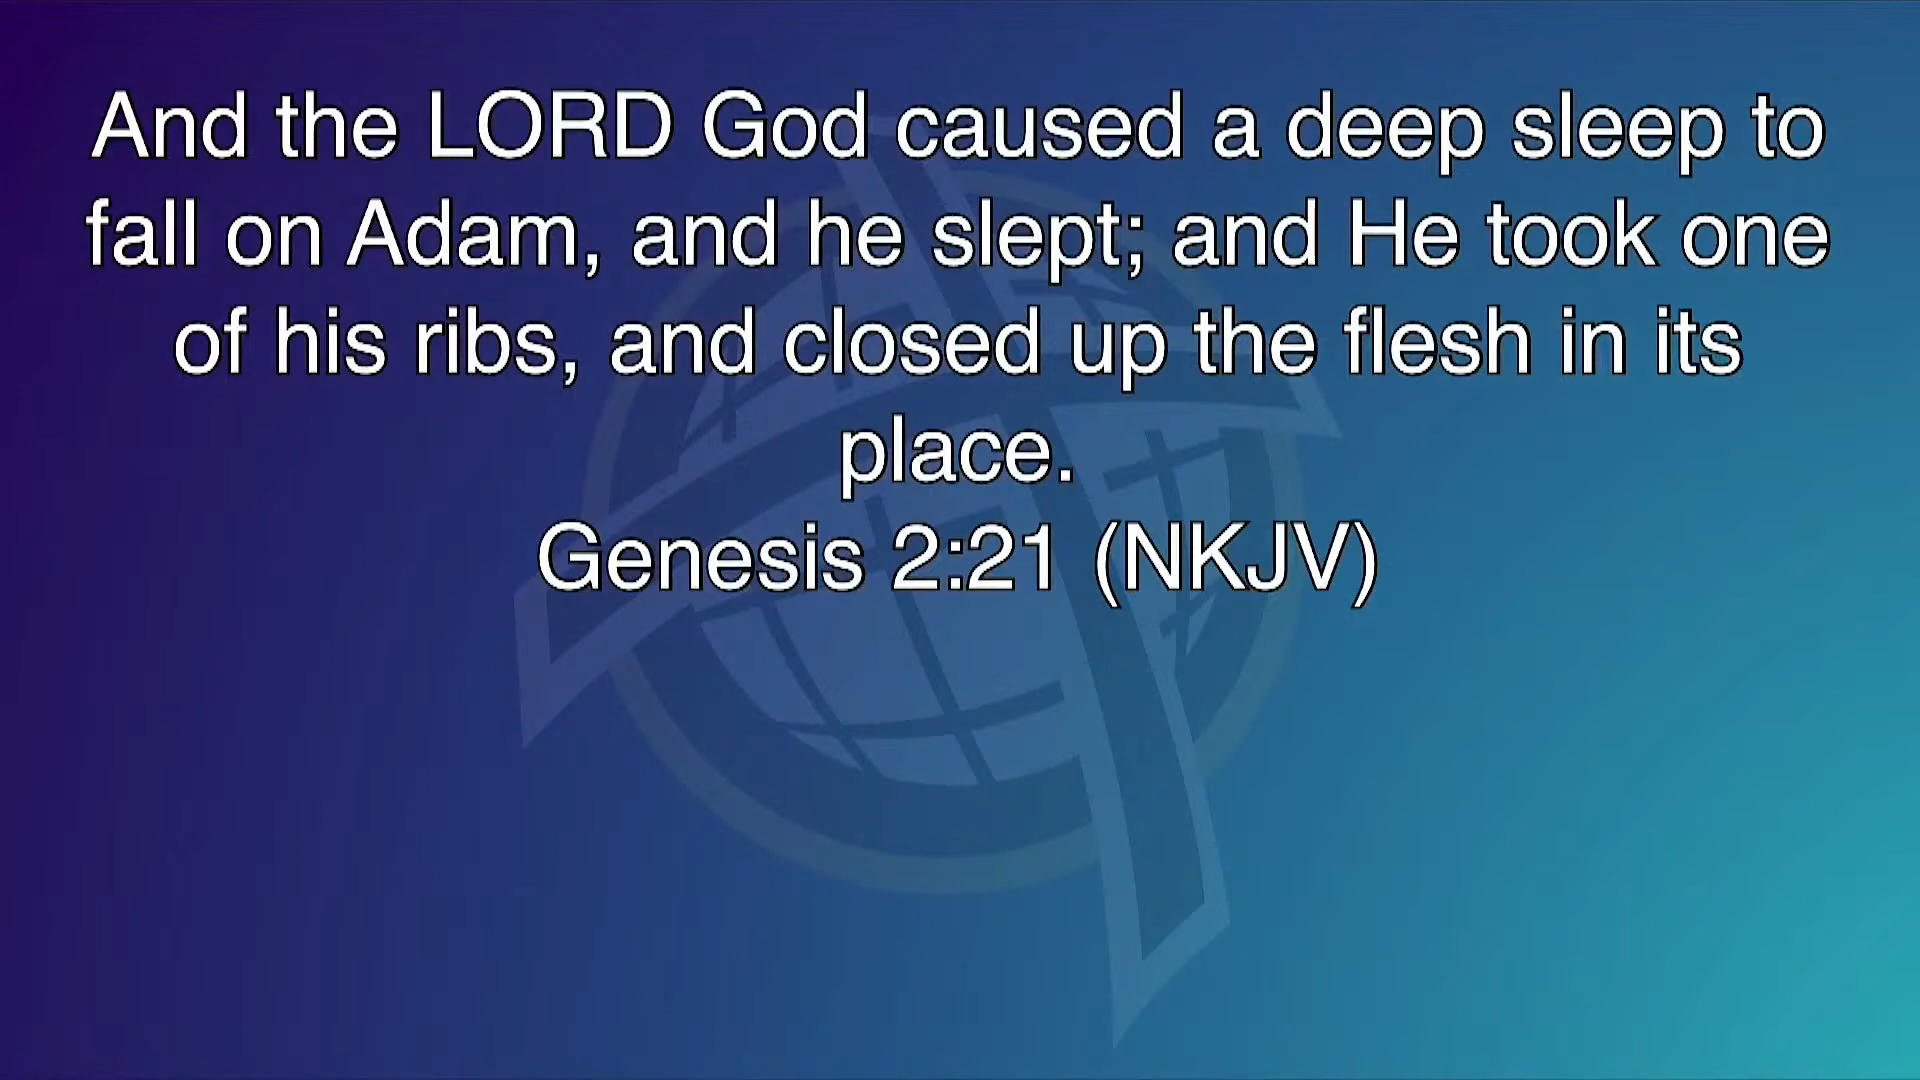 And the LORD God caused a deep sleep to
fall on Adam, and he slept; and He took one
of his ribs, and closed up the flesh in its
place.
Genesis 2:21 (NKJV)